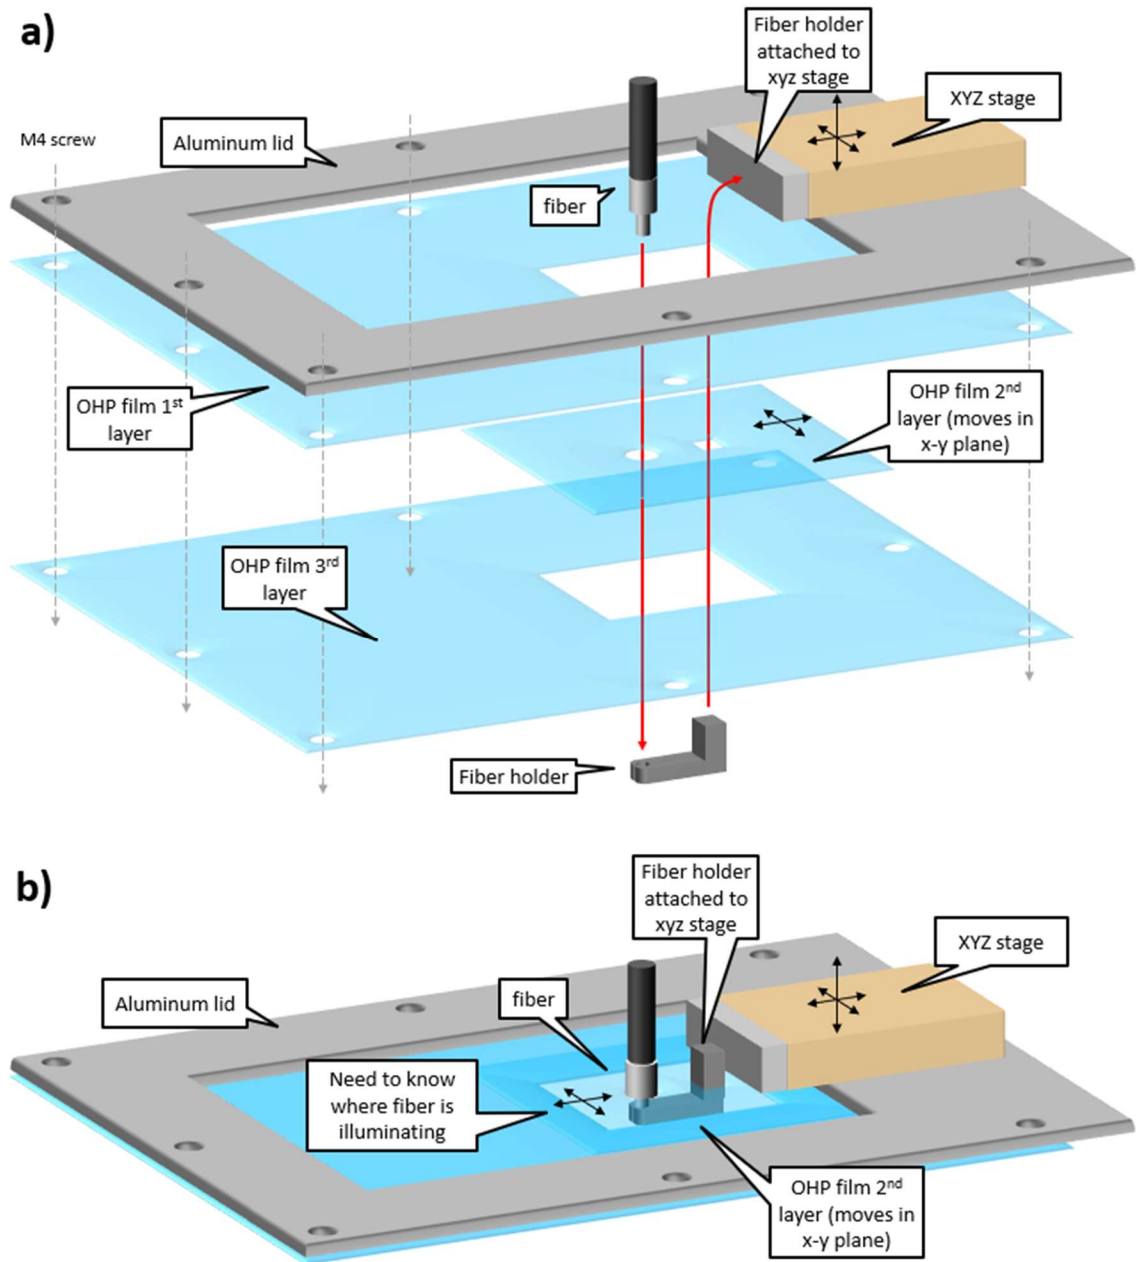 a)
Fiber holder
attached to
xyz stage
XYZ stage
M4 screw
Aluminum lid
fiber
OHP film 1st
layer
OHP film 2nd
layer (moves in
x-y plane)
OHP film 3rd
layer
Fiber holder
b)
Fiber holder
attached to
xyz stage
XYZ stage
Aluminum lid
fiber
Need to know
where fiber is
illuminating
OHP film 2nd
layer (moves in
x-y plane)